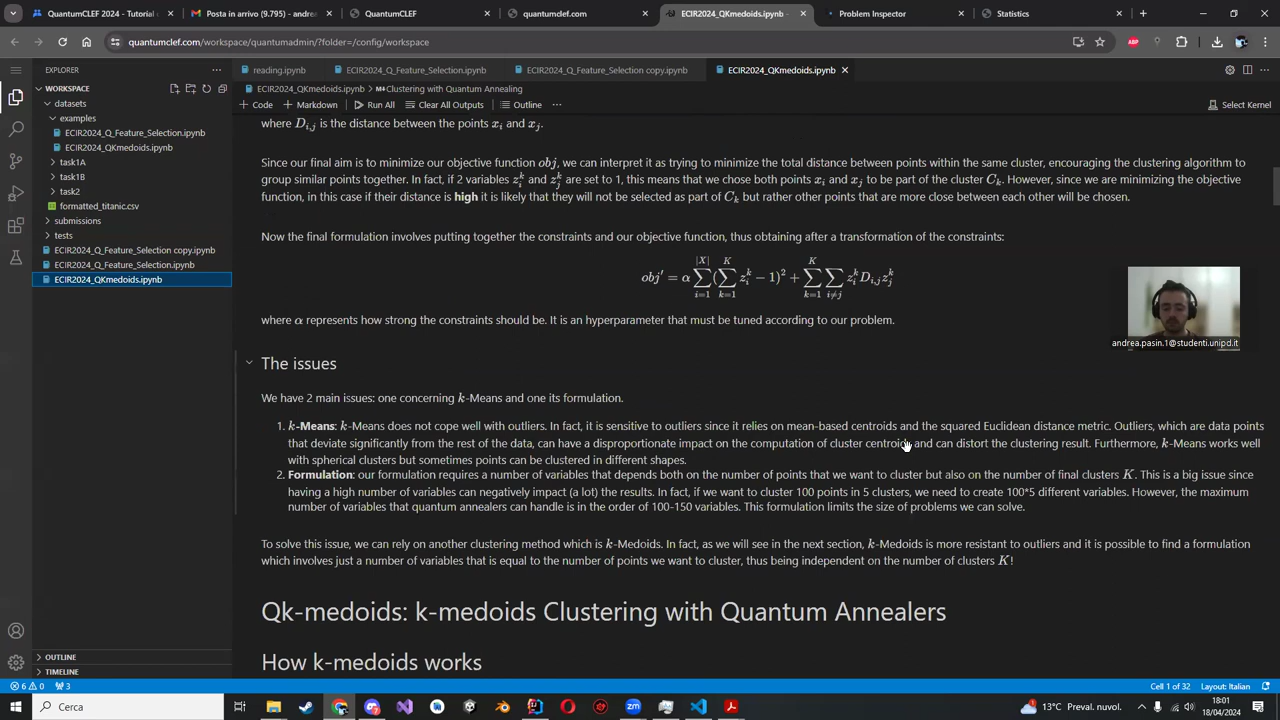 QuantumCLEF 2024 - Tutorial
Posta in arrivo (9.795) - andrea
QuantumCLEF
quantumclef.com
ECIR2024_QKmedoids.ipynb -
Problem Inspector
Statistics
quantumclef.com/workspace/quantumadmin/?folder=/config/workspace
EXPLORER
reading.ipynb
ECIR2024_Q_Feature_Selection.ipynb
ECIR2024_Q_Feature_Selection copy.ipynb
ECIR2024_QKmedoids.ipynb
WORKSPACE
ECIR2024_QKmedoids.ipynb > M↓Clustering with Quantum Annealing
datasets
Code
Markdown
Run All
Clear All Outputs
Outline
Select Kernel
examples
ECIR2024_Q_Feature_Selection.ipynb
ECIR2024_QKmedoids.ipynb
task1A
task1B
task2
formatted_titanic.csv
submissions
tests
ECIR2024_Q_Feature_Selection copy.ipynb
ECIR2024_Q_Feature_Selection.ipynb
ECIR2024_QKmedoids.ipynb
where D_{i,j} is the distance between the points x_i and x_j.
Since our final aim is to minimize our objective function obj, we can interpret it as trying to minimize the total distance between points within the same cluster, encouraging the clustering algorithm to
group similar points together. In fact, if 2 variables z_i^k and z_j^k are set to 1, this means that we chose both points x_i and x_j to be part of the cluster C_k. However, since we are minimizing the objective
function, in this case if their distance is high it is likely that they will not be selected as part of C_k but rather other points that are more close between each other will be chosen.
Now the final formulation involves putting together the constraints and our objective function, thus obtaining after a transformation of the constraints:
obj' = α ∑_{i=1}^{|X|} (∑_{k=1}^{K} z_i^k − 1)^2 + ∑_{k=1}^{K} ∑_{i≠j} z_i^k D_{i,j} z_j^k
where α represents how strong the constraints should be. It is an hyperparameter that must be tuned according to our problem.
andrea.pasin.1@studenti.unipd.it
The issues
We have 2 main issues: one concerning k-Means and one its formulation.
1. k-Means: k-Means does not cope well with outliers. In fact, it is sensitive to outliers since it relies on mean-based centroids and the squared Euclidean distance metric. Outliers, which are data points
that deviate significantly from the rest of the data, can have a disproportionate impact on the computation of cluster centroids and can distort the clustering result. Furthermore, k-Means works well
with spherical clusters but sometimes points can be clustered in different shapes.
2. Formulation: our formulation requires a number of variables that depends both on the number of points that we want to cluster but also on the number of final clusters K. This is a big issue since
having a high number of variables can negatively impact (a lot) the results. In fact, if we want to cluster 100 points in 5 clusters, we need to create 100*5 different variables. However, the maximum
number of variables that quantum annealers can handle is in the order of 100-150 variables. This formulation limits the size of problems we can solve.
To solve this issue, we can rely on another clustering method which is k-Medoids. In fact, as we will see in the next section, k-Medoids is more resistant to outliers and it is possible to find a formulation
which involves just a number of variables that is equal to the number of points we want to cluster, thus being independent on the number of clusters K!
Qk-medoids: k-medoids Clustering with Quantum Annealers
How k-medoids works
OUTLINE
TIMELINE
6 0 3
Cell 1 of 32
Layout: Italian
Cerca
13°C Prev. nuvol.
18:01
18/04/2024